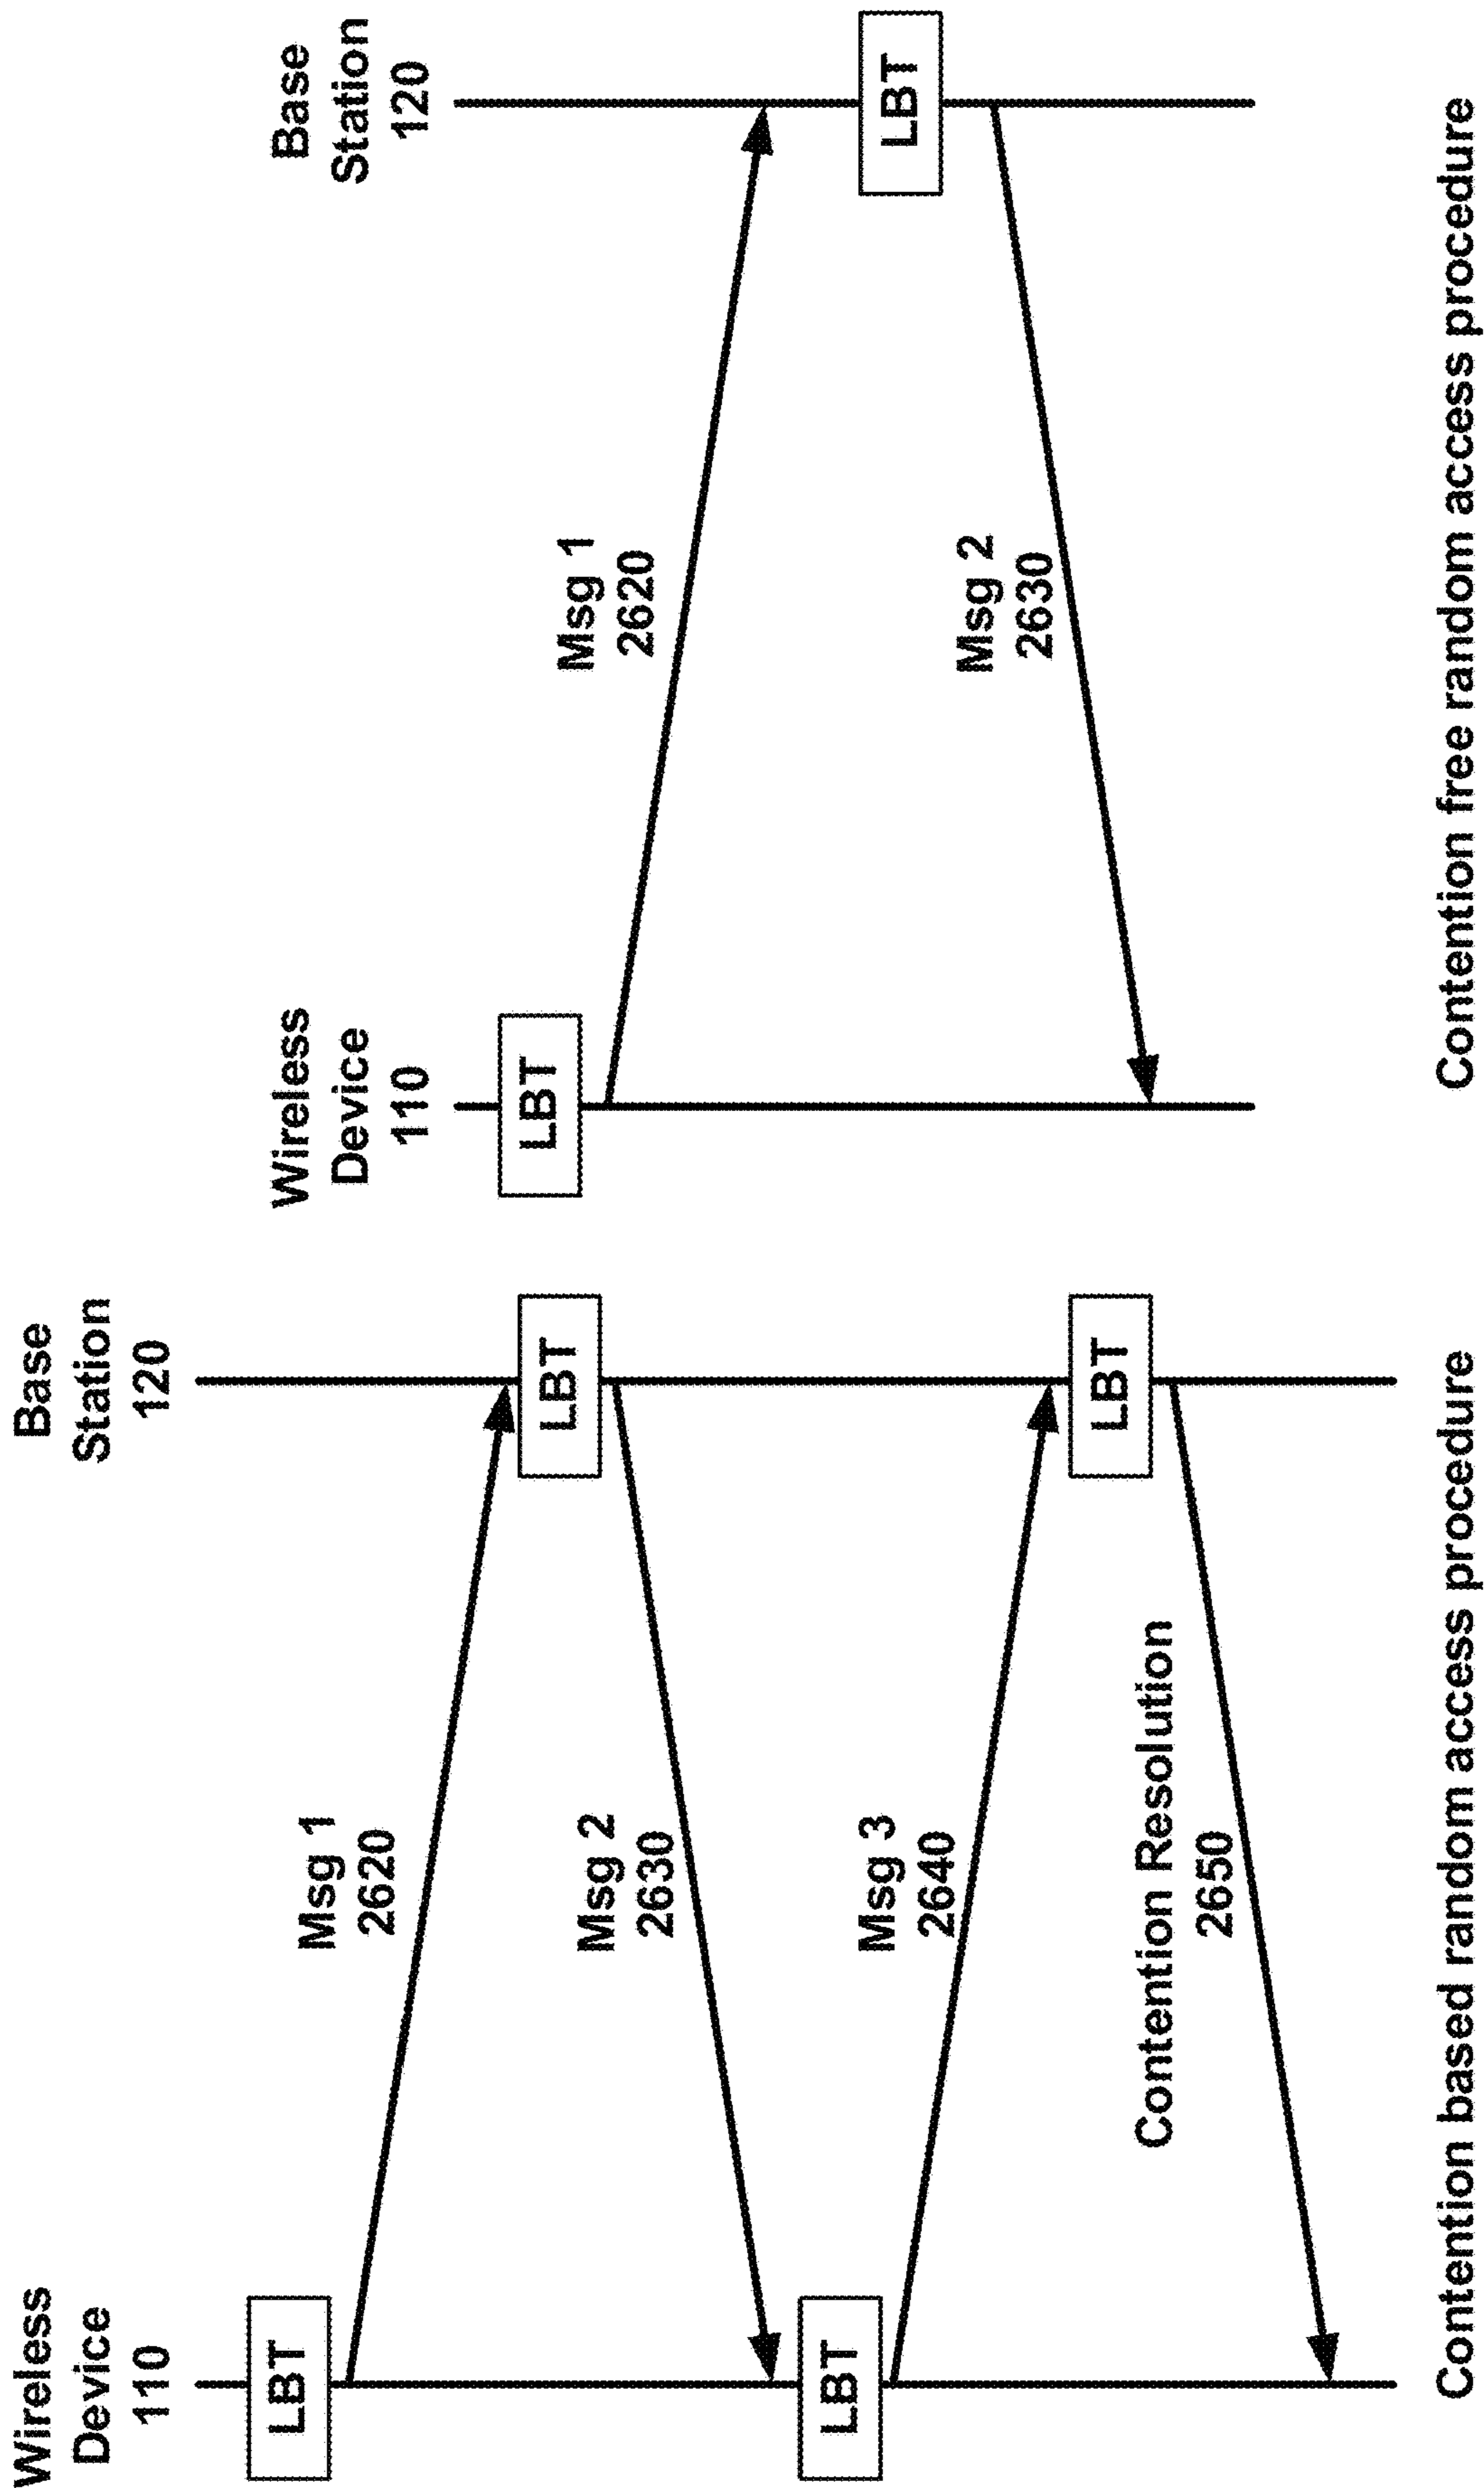 Wireless
Device
110
Base
Station
120
LBT
Msg 1
2620
LBT
Msg 2
2630
LBT
Msg 3
2640
LBT
Contention Resolution
2650
Contention based random access procedure
Wireless
Device
110
Base
Station
120
LBT
Msg 1
2620
LBT
Msg 2
2630
Contention free random access procedure